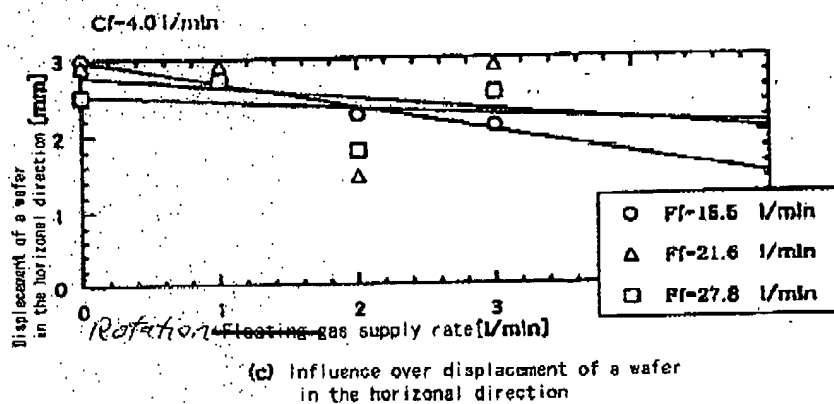 Cf-4.0 l/min
3
2
1
0
Displacement of a wafer
in the horizonal direction [mm]
0 1 2 3
Rotation Floating gas supply rate[l/min]
Ff-15.5 l/min
Ff-21.6 l/min
Ff-27.8 l/min
(c) Influence over displacement of a wafer
in the horizonal direction